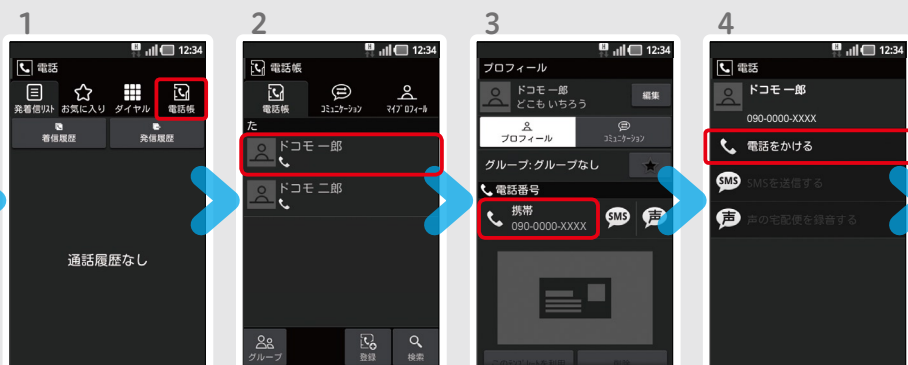 1
12:34
電話
発着信リスト お気に入り ダイヤル 電話帳
着信履歴 発信履歴
通話履歴なし
2
12:34
電話帳
電話帳 コミュニケーション マイプロフィール
た
ドコモ 一郎
ドコモ 二郎
グループ 登録 検索
3
12:34
プロフィール
ドコモ 一郎
どこも いちろう
編集
プロフィール コミュニケーション
グループ:グループなし
電話番号
携帯
090-0000-XXXX
SMS 声
削除
4
12:34
電話
ドコモ 一郎
090-0000-XXXX
電話をかける
SMS SMSを送信する
声 声の宅配便を録音する